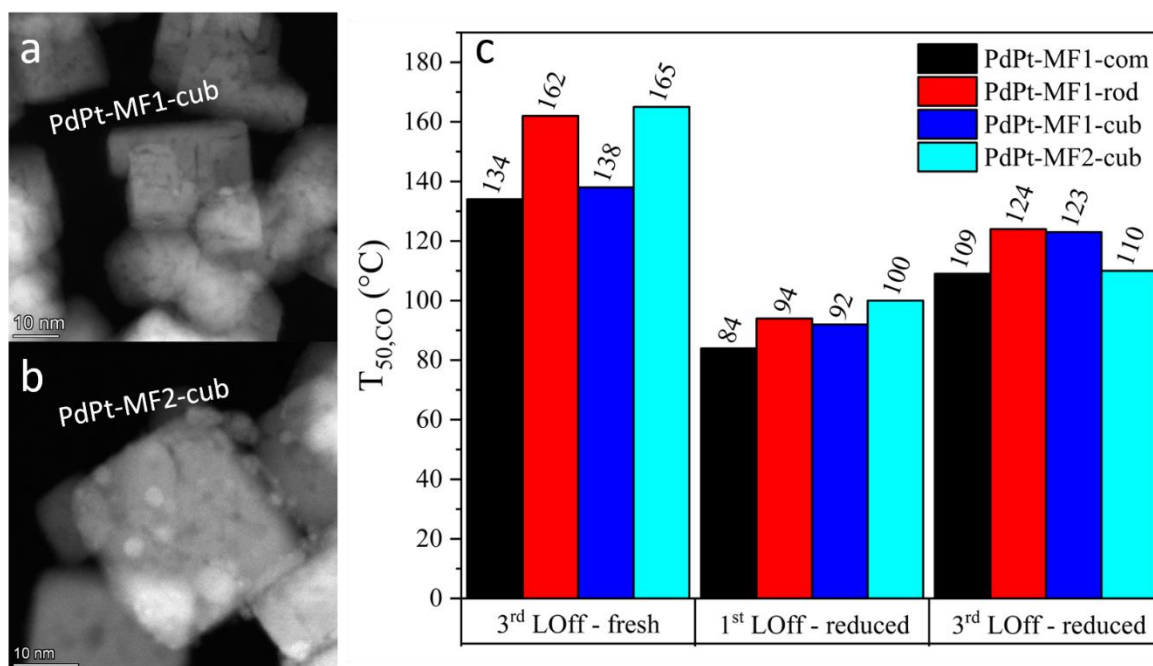 a
PdPt-MF1-cub
10 nm
b
PdPt-MF2-cub
10 nm
c
PdPt-MF1-com
PdPt-MF1-rod
PdPt-MF1-cub
PdPt-MF2-cub
T50,CO (°C)
180
160
140
120
100
80
60
40
20
0
134
162
138
165
84
94
92
100
109
124
123
110
3rd LOff - fresh
1st LOff - reduced
3rd LOff - reduced